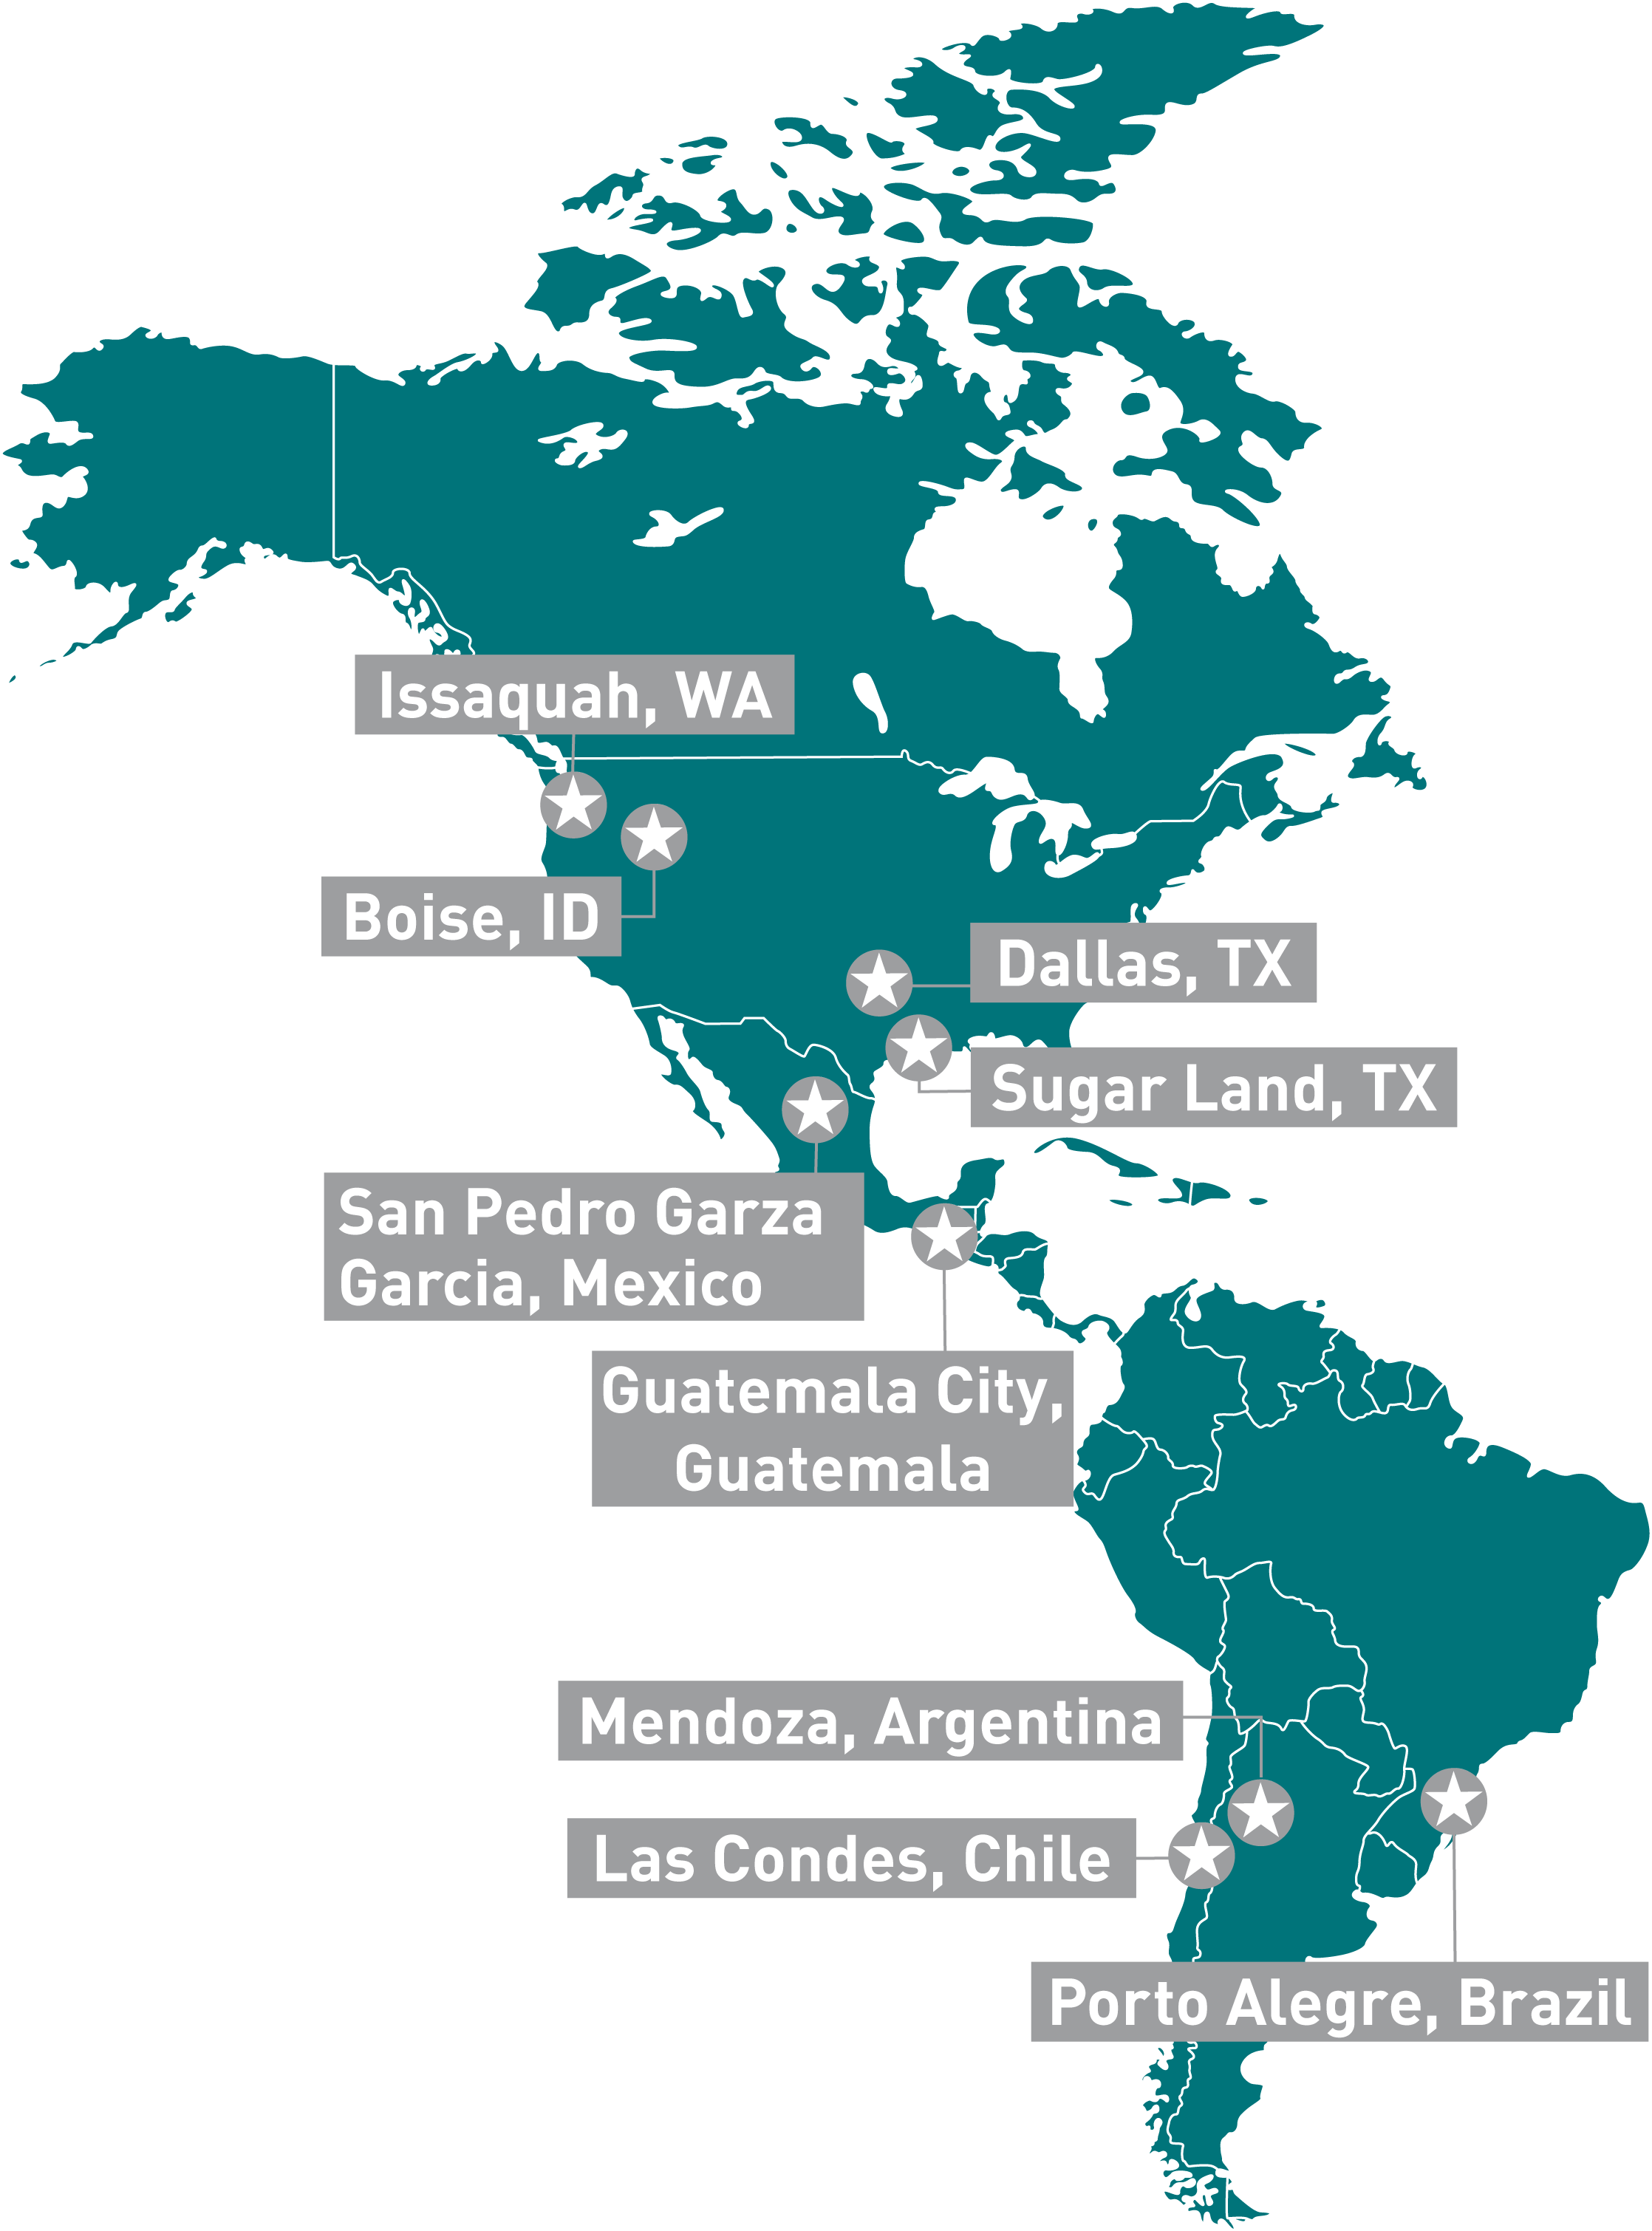 Issaquah, WA
Boise, ID
Dallas, TX
Sugar Land, TX
San Pedro Garza
Garcia, Mexico
Guatemala City,
Guatemala
Mendoza, Argentina
Las Condes, Chile
Porto Alegre, Brazil